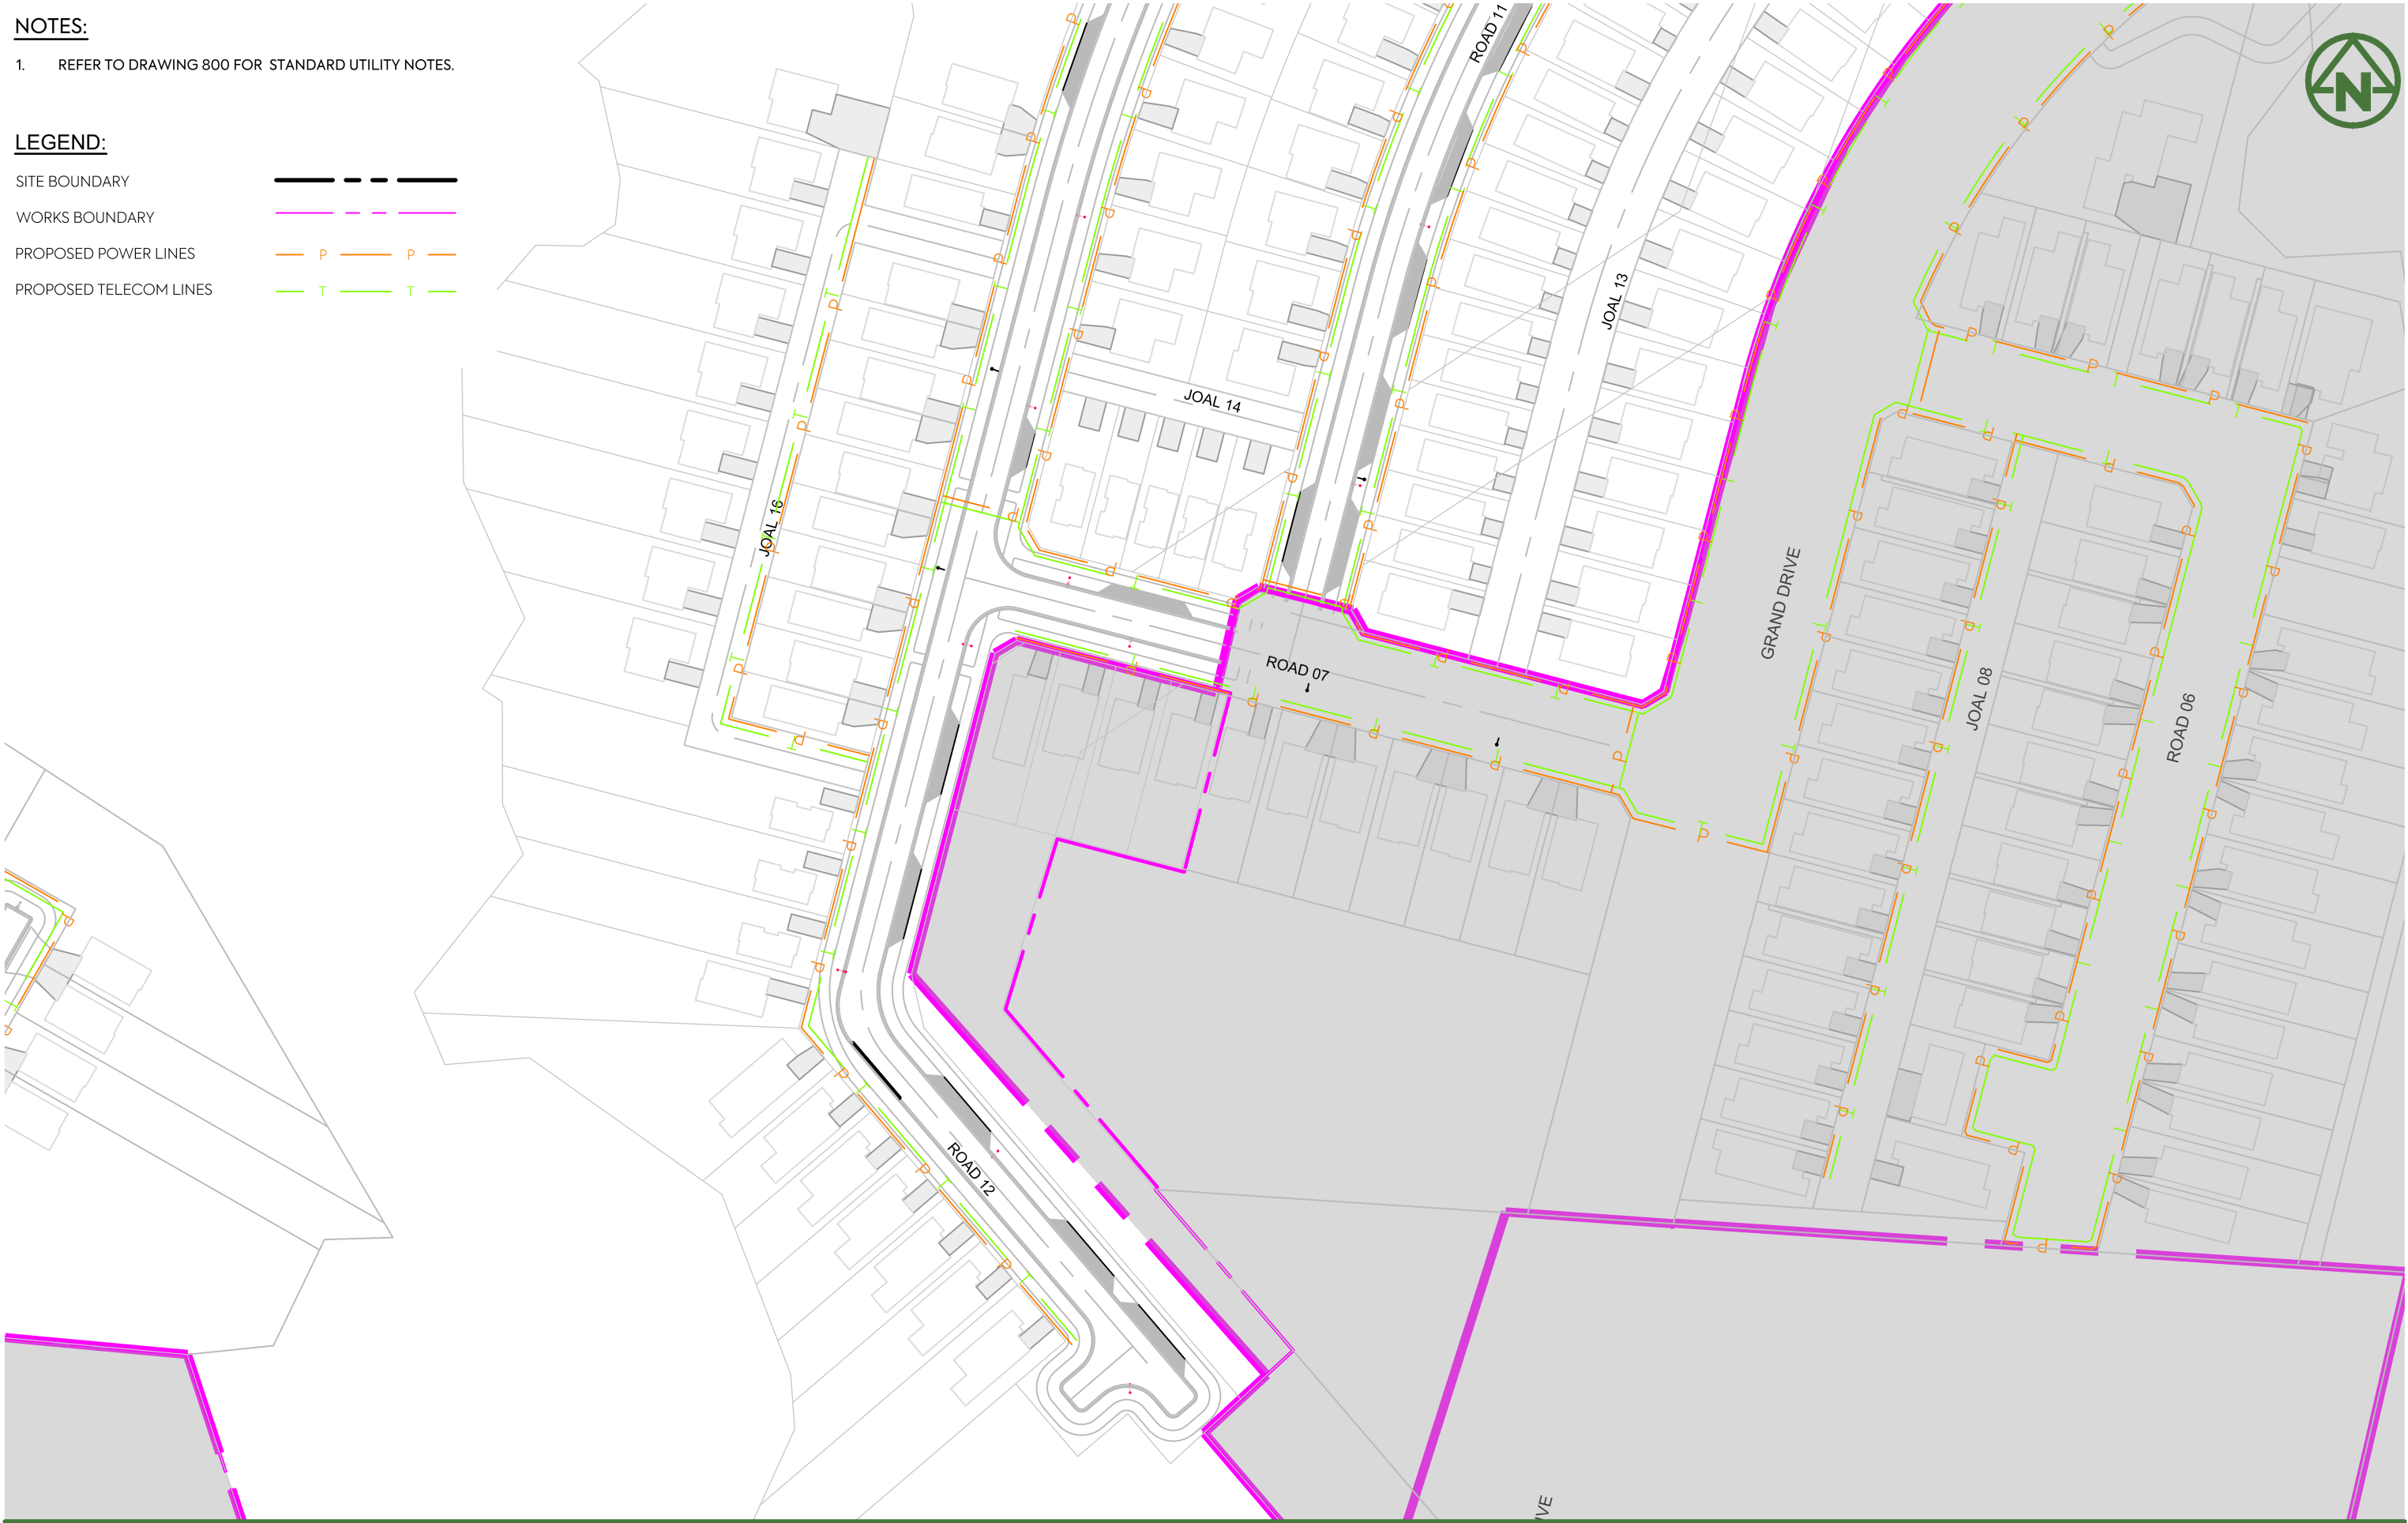 NOTES:
1. REFER TO DRAWING 800 FOR STANDARD UTILITY NOTES.
LEGEND:
SITE BOUNDARY
WORKS BOUNDARY
PROPOSED POWER LINES P P
PROPOSED TELECOM LINES T T
N
ROAD 11
JOAL 13
JOAL 14
JOAL 16
GRAND DRIVE
ROAD 07
JOAL 08
ROAD 06
ROAD 12
IVE